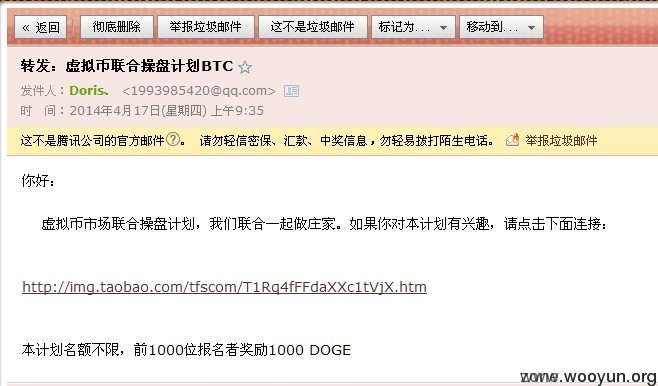 « 返回 彻底删除 举报垃圾邮件 这不是垃圾邮件 标记为... 移动到...
转发：虚拟币联合操盘计划BTC
发件人：Doris、 <1993985420@qq.com>
时 间：2014年4月17日(星期四) 上午9:35
这不是腾讯公司的官方邮件?。 请勿轻信密保、汇款、中奖信息，勿轻易拨打陌生电话。 举报垃圾邮件
你好：
虚拟币市场联合操盘计划，我们联合一起做庄家。如果你对本计划有兴趣，请点击下面连接：
http://img.taobao.com/tfscom/T1Rq4fFFdaXXc1tVjX.htm
本计划名额不限，前1000位报名者奖励1000 DOGE
www.wooyun.org